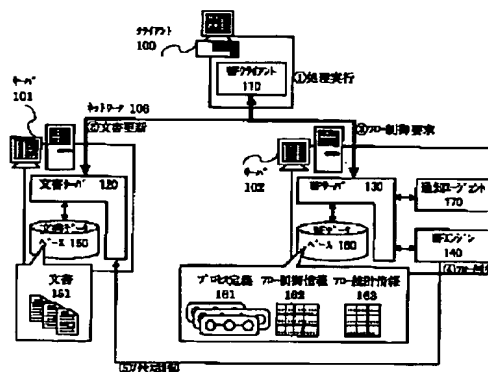 クライアント
100
WFクライアント
110
①処理実行
サーバ
101
ネットワーク 106
②文書更新
③フロー制御要求
サーバ
102
文書サーバ 120
WFサーバ 130
通知エージェント
170
文書データ
ベース 150
WFデータ
ベース 160
WFエンジン
140
文書
151
プロセス定義
161
フロー制御情報
162
フロー統計情報
163